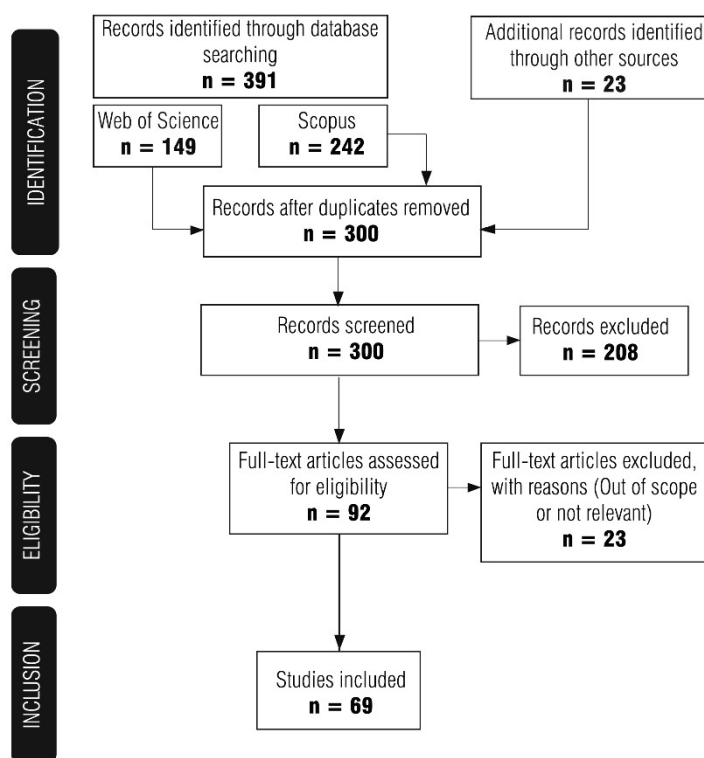 IDENTIFICATION
Records identified through database
searching
n = 391
Additional records identified
through other sources
n = 23
Web of Science
n = 149
Scopus
n = 242
Records after duplicates removed
n = 300
SCREENING
Records screened
n = 300
Records excluded
n = 208
ELIGIBILITY
Full-text articles assessed
for eligibility
n = 92
Full-text articles excluded,
with reasons (Out of scope
or not relevant)
n = 23
INCLUSION
Studies included
n = 69